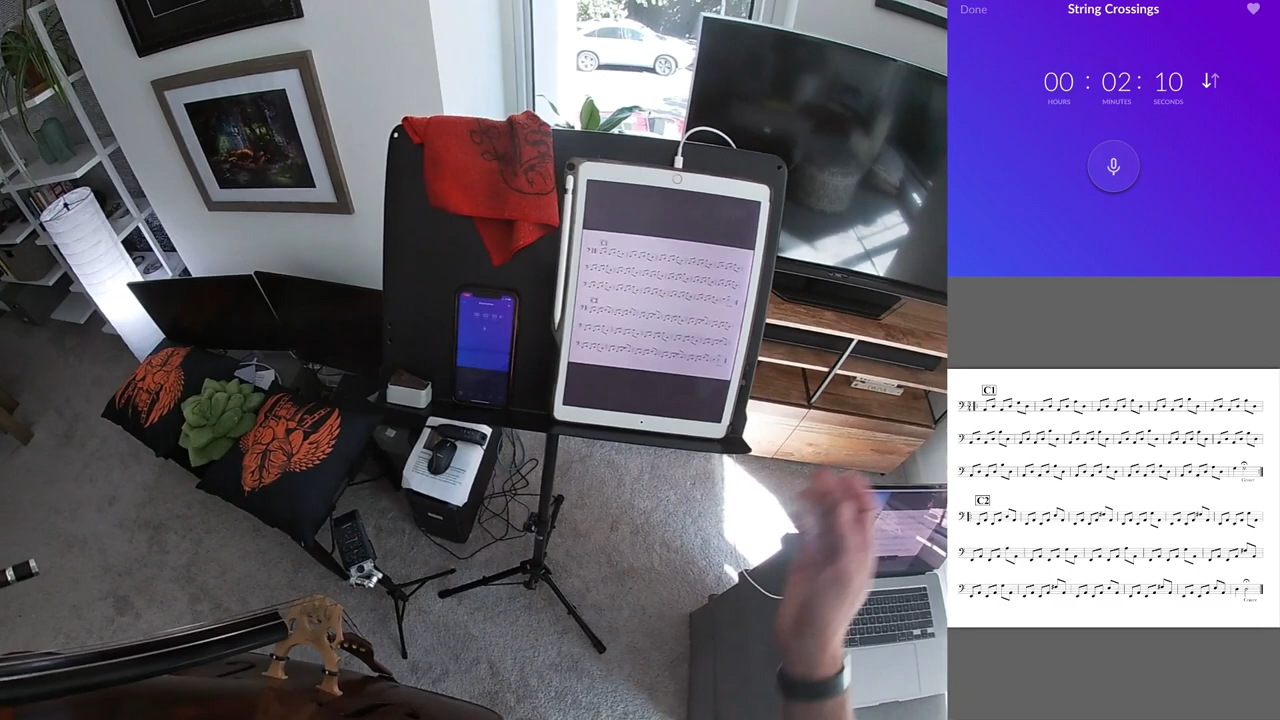 Done
String Crossings
00 : 02 : 10
HOURS
MINUTES
SECONDS
C1
C2